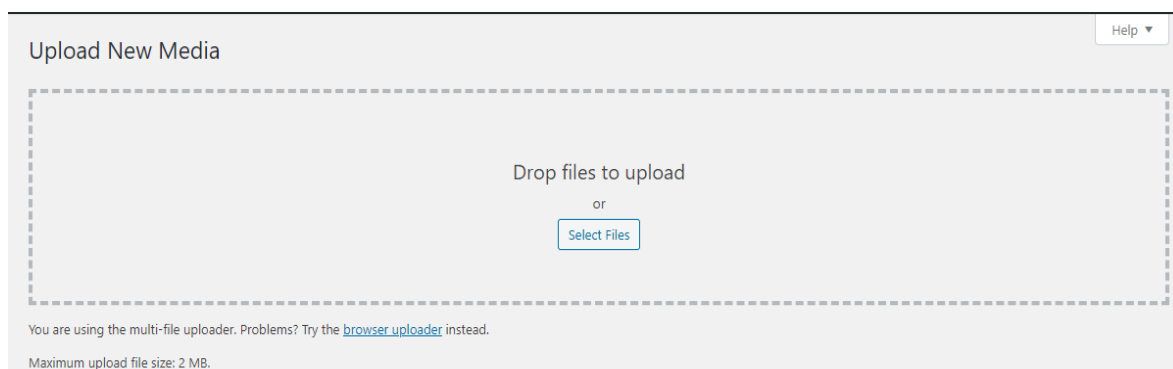 Help ▼
Upload New Media
Drop files to upload
or
Select Files
You are using the multi-file uploader. Problems? Try the browser uploader instead.
Maximum upload file size: 2 MB.